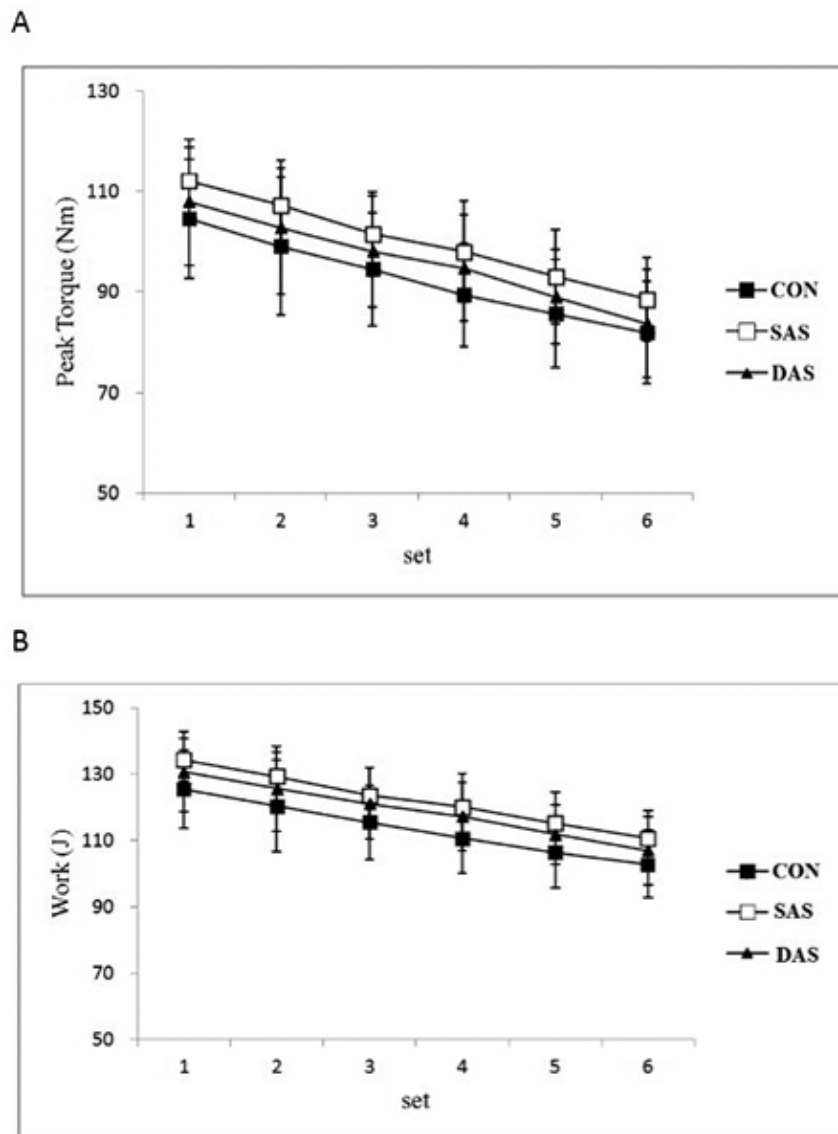 A
130
110
90
70
50
Peak Torque (Nm)
1 2 3 4 5 6
set
CON
SAS
DAS
B
150
130
110
90
70
50
Work (J)
1 2 3 4 5 6
set
CON
SAS
DAS